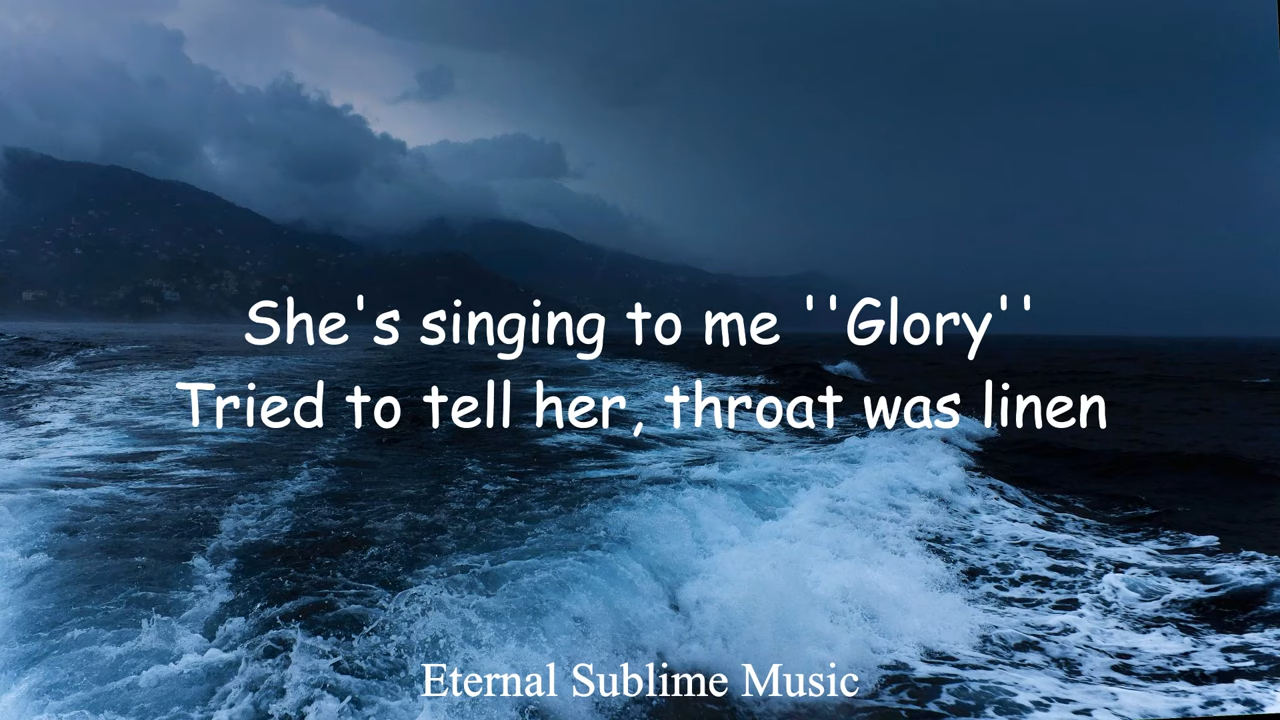 She's singing to me ''Glory''
Tried to tell her, throat was linen
Eternal Sublime Music